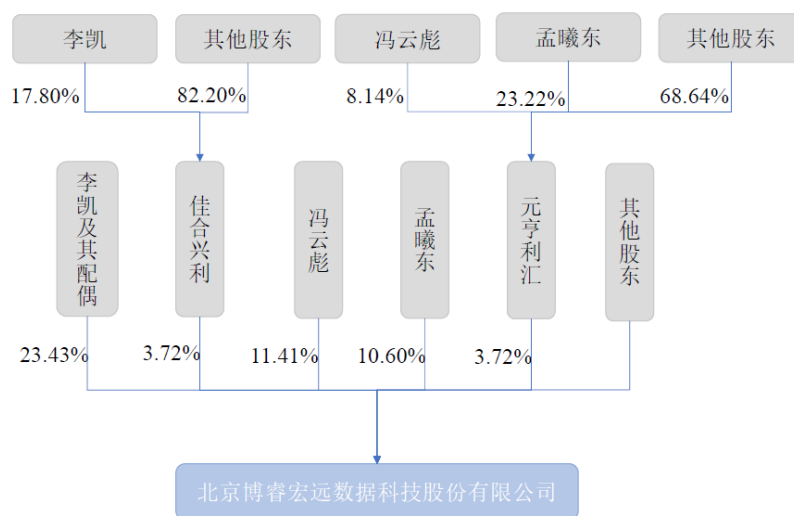 李凯
其他股东
冯云彪
孟曦东
其他股东
17.80%
82.20%
8.14%
23.22%
68.64%
李凯及其配偶
佳合兴利
冯云彪
孟曦东
元亨利汇
其他股东
23.43%
3.72%
11.41%
10.60%
3.72%
北京博睿宏远数据科技股份有限公司